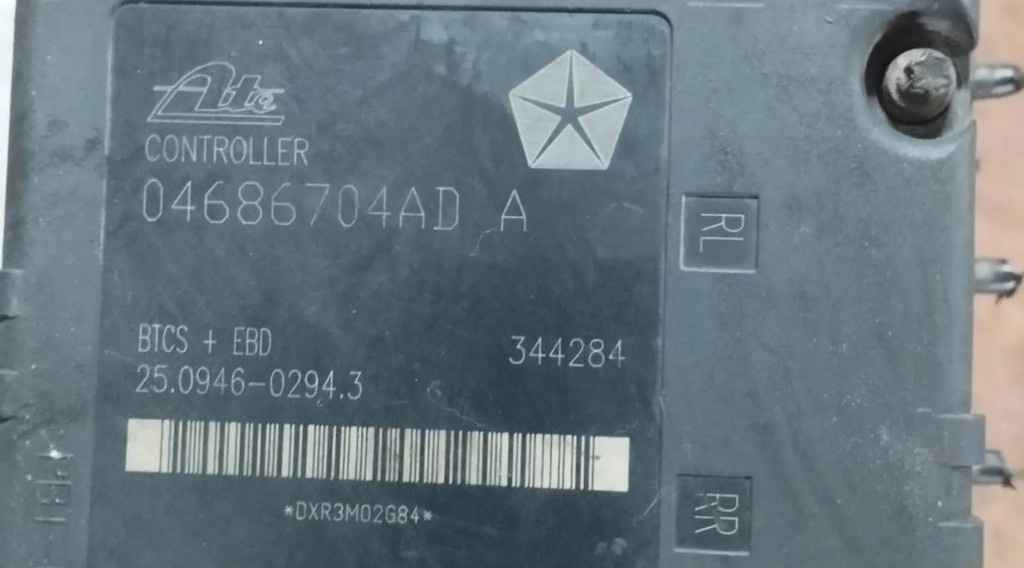 Ate
CONTROLLER
04686704AD A
RL
BTCS + EBD
344284
25.0946-0294.3
*DXR3M02G84*
RR